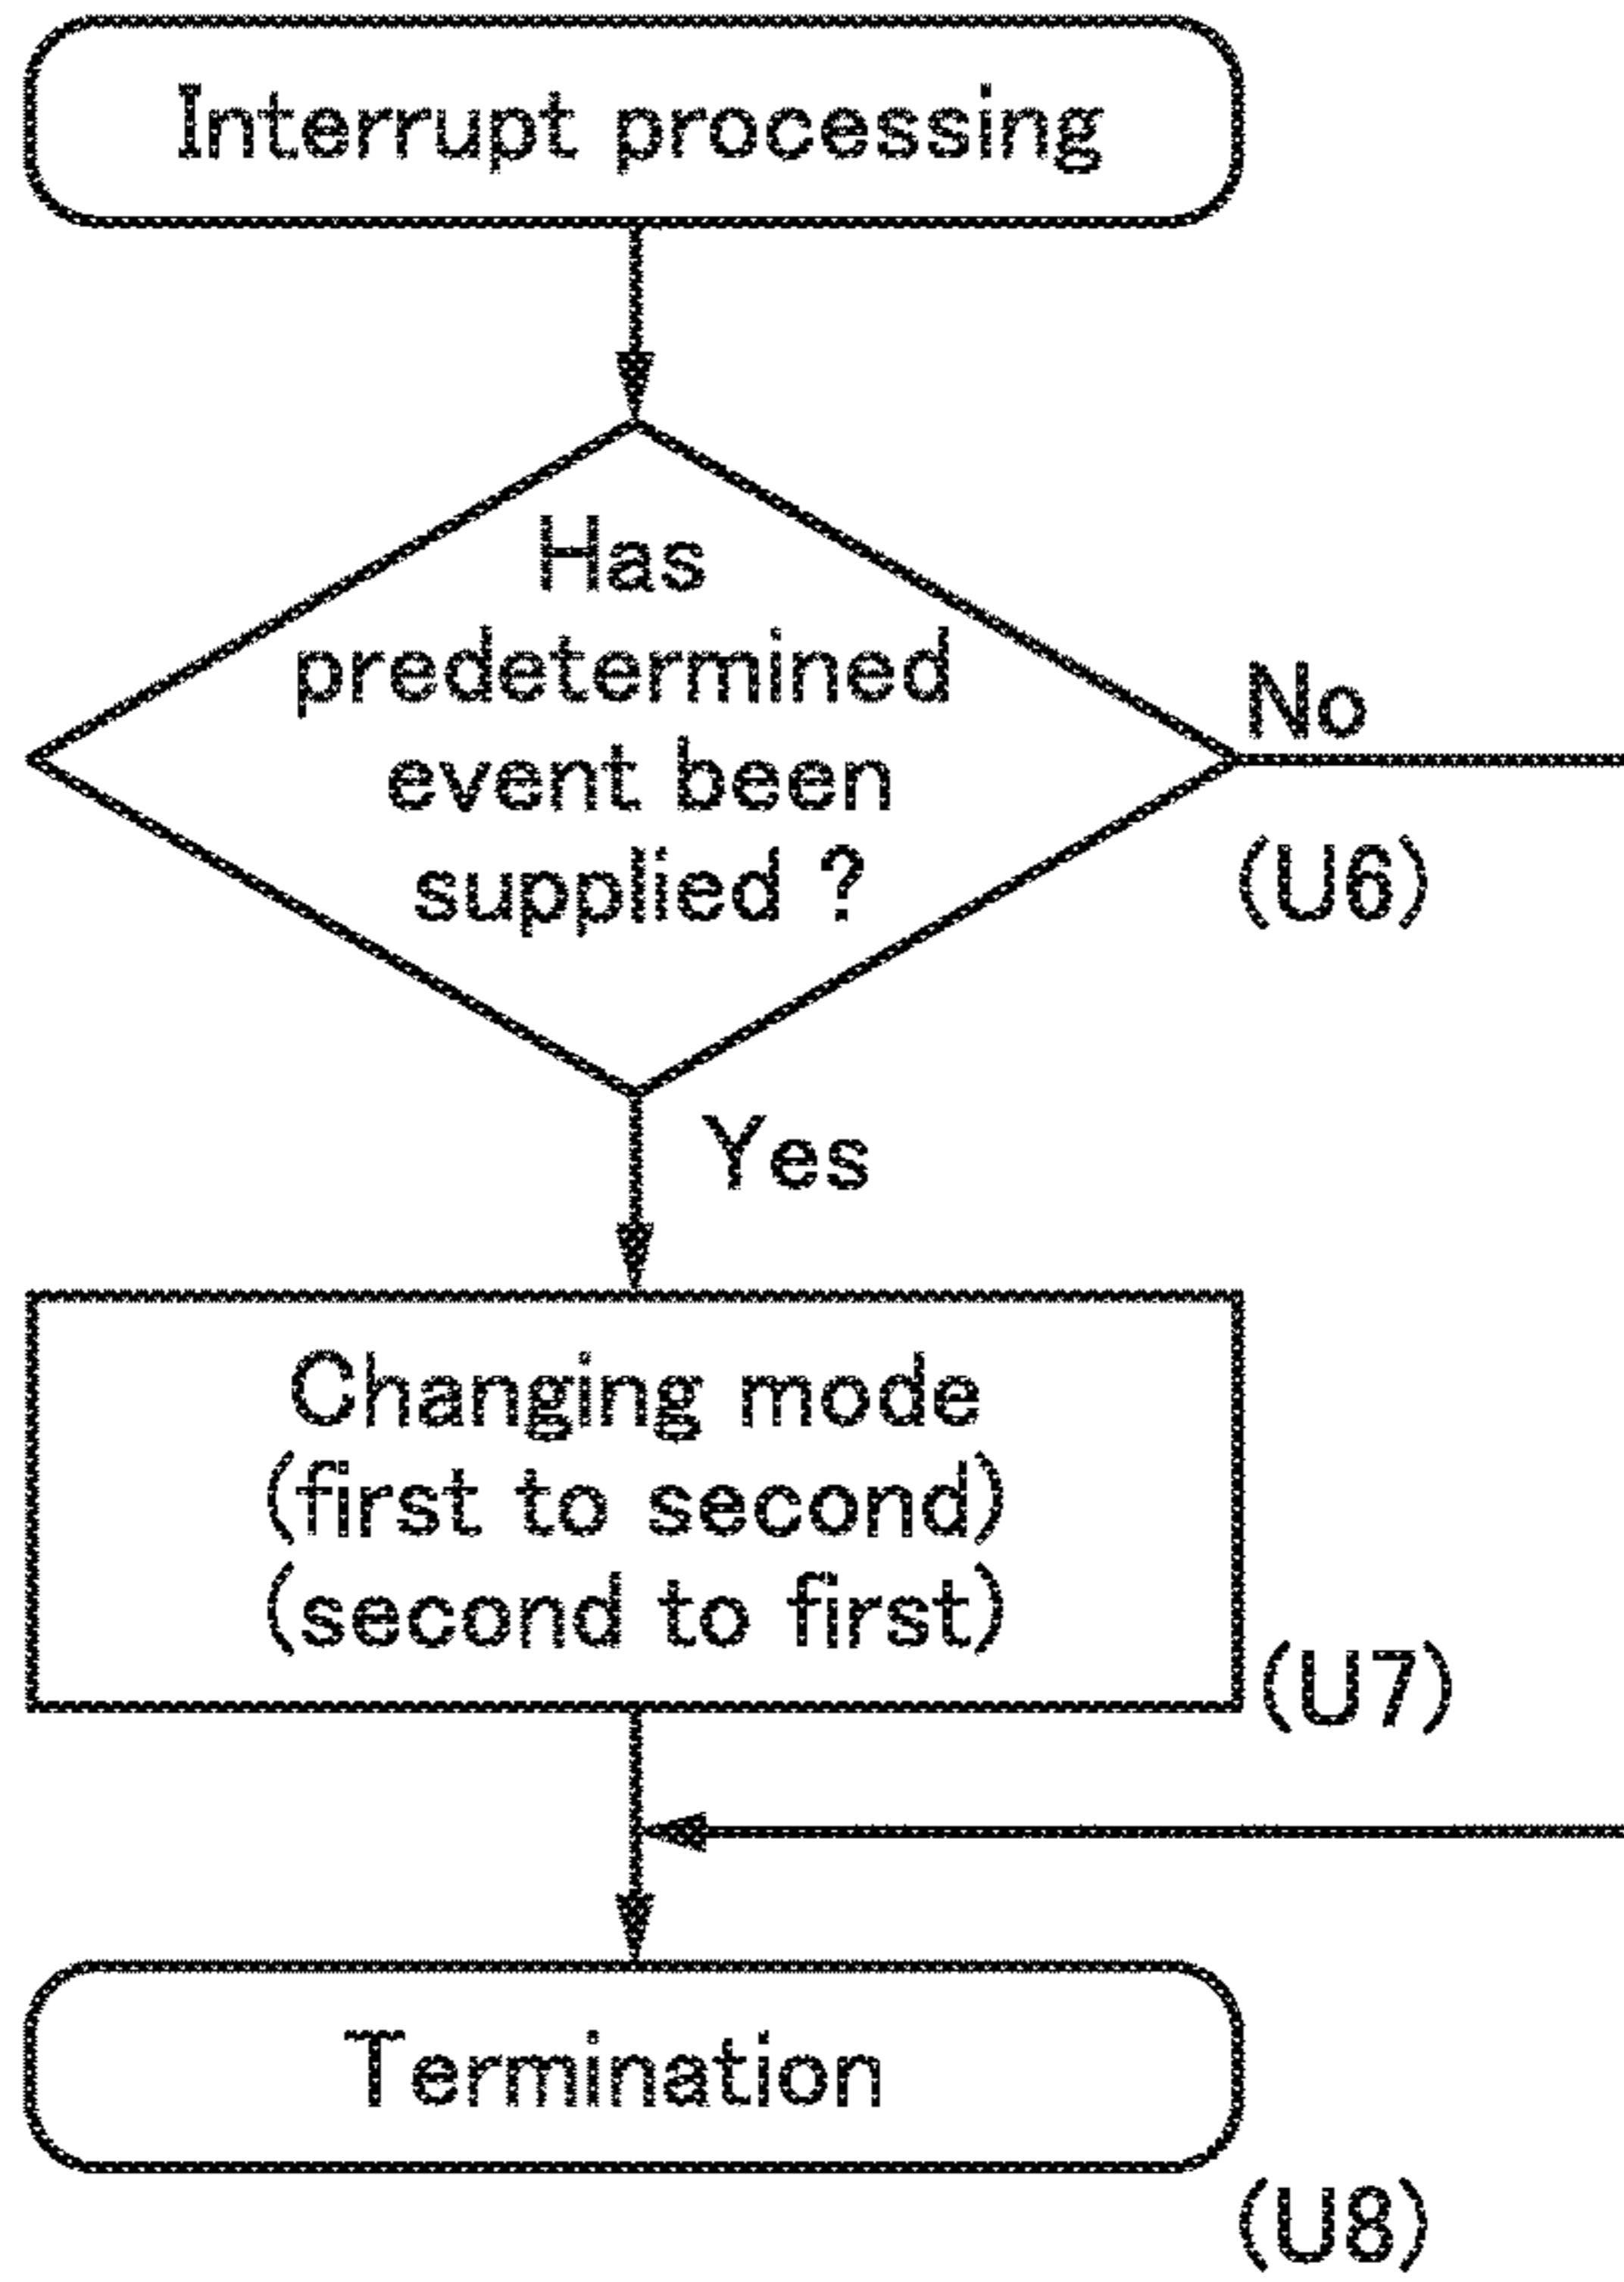 Interrupt processing
Has
predetermined
event been
supplied ?
No
(U6)
Yes
Changing mode
(first to second)
(second to first)
(U7)
Termination
(U8)